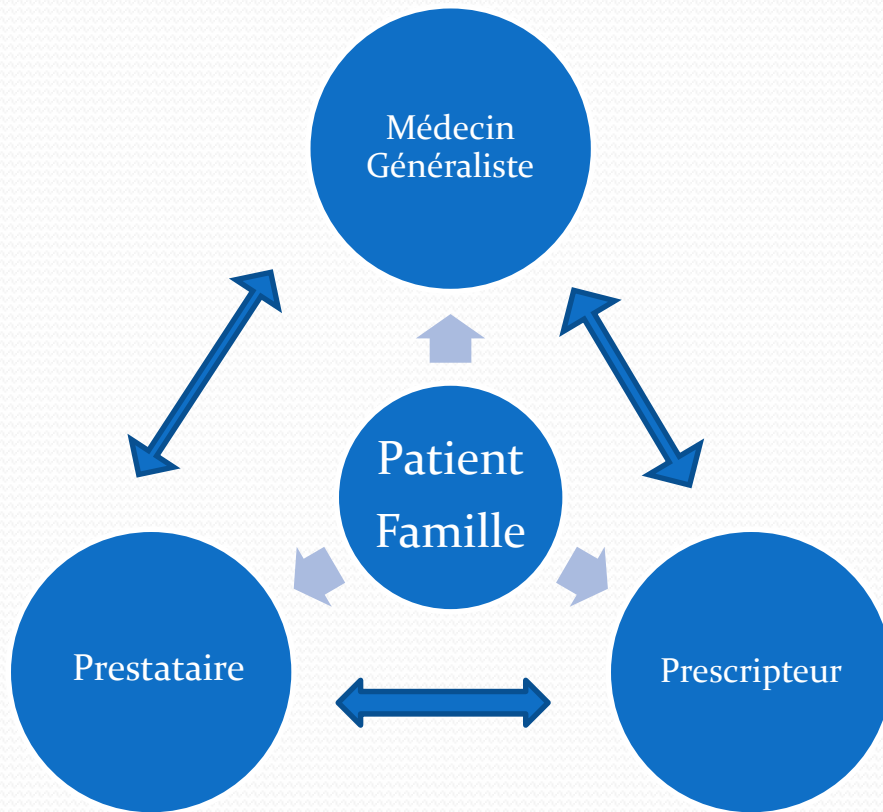 Médecin
Généraliste
Patient
Famille
Prestataire
Prescripteur